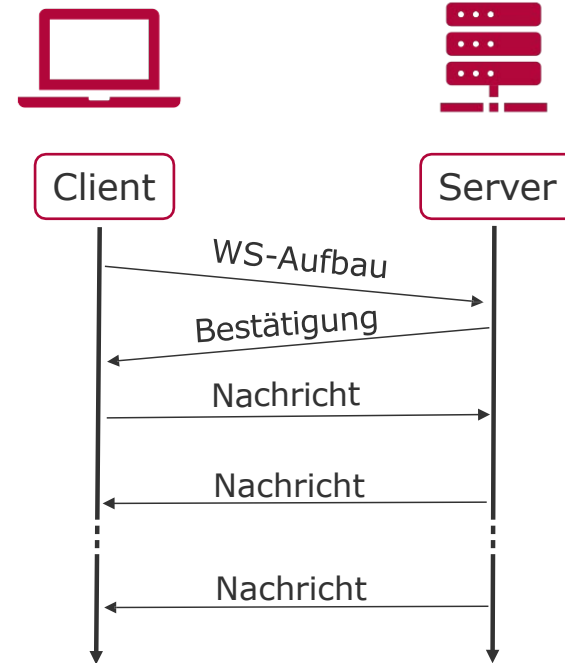 Client
Server
WS-Aufbau
Bestätigung
Nachricht
Nachricht
Nachricht